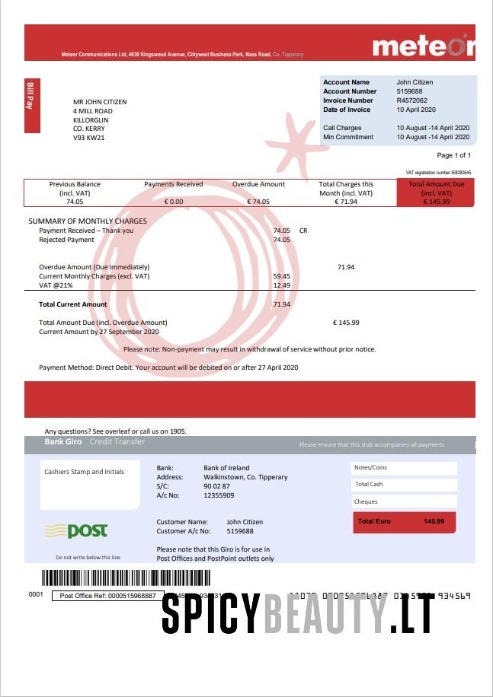 meteor
Meteor Communications Ltd, 4030 Kingswood Avenue, Citywest Business Park, Naas Road, Co. Tipperary
Bill Pay
MR JOHN CITIZEN
4 MILL ROAD
KILLORGLIN
CO. KERRY
V93 KW21
Account Name John Citizen
Account Number 5159688
Invoice Number R4572062
Date of Invoice 10 April 2020
Call Charges 10 August -14 April 2020
Min Commitment 10 August -14 April 2020
Page 1 of 1
VAT registration number
Previous Balance (incl. VAT) 74.05
Payments Received € 0.00
Overdue Amount € 74.05
Total Charges this Month (incl. VAT) € 71.94
Total Amount Due (incl. VAT) € 145.99
SUMMARY OF MONTHLY CHARGES
Payment Received – Thank you 74.05 CR
Rejected Payment 74.05
Overdue Amount (Due Immediately) 71.94
Current Monthly Charges (excl. VAT) 59.45
VAT @21% 12.49
Total Current Amount 71.94
Total Amount Due (incl. Overdue Amount) € 145.99
Current Amount by 27 September 2020
Please note: Non-payment may result in withdrawal of service without prior notice.
Payment Method: Direct Debit. Your account will be debited on or after 27 April 2020
Any questions? See overleaf or call us on 1905.
Bank Giro Credit Transfer
Please ensure that this stub accompanies all payments
Cashiers Stamp and Initials
Bank: Bank of Ireland
Address: Walkinstown, Co. Tipperary
S/C: 90 02 87
A/c No: 12355909
Notes/Coins
Total Cash
Cheques
Total Euro 145.99
post
Customer Name: John Citizen
Customer A/c No: 5159688
Do not write below this line
Please note that this Giro is for use in
Post Offices and PostPoint outlets only
0001 Post Office Ref: 0000515968887
934569
SPICYBEAUTY.LT